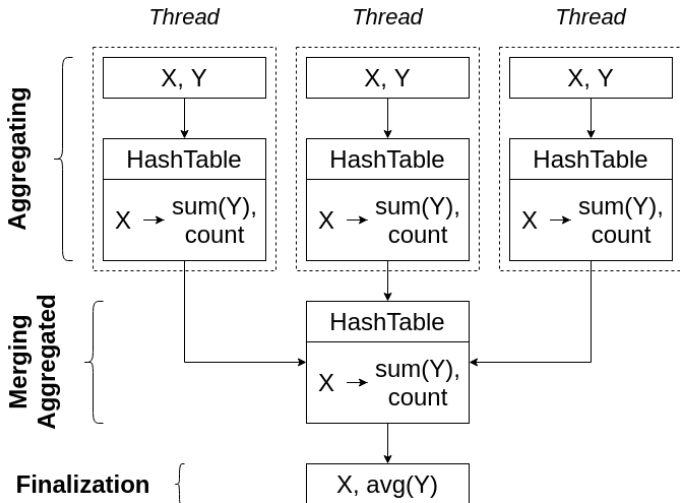 Thread Thread Thread
Aggregating
X, Y X, Y X, Y
HashTable HashTable HashTable
X → sum(Y), X → sum(Y), X → sum(Y),
count count count
Merging
Aggregated
HashTable
X → sum(Y),
count
Finalization
X, avg(Y)